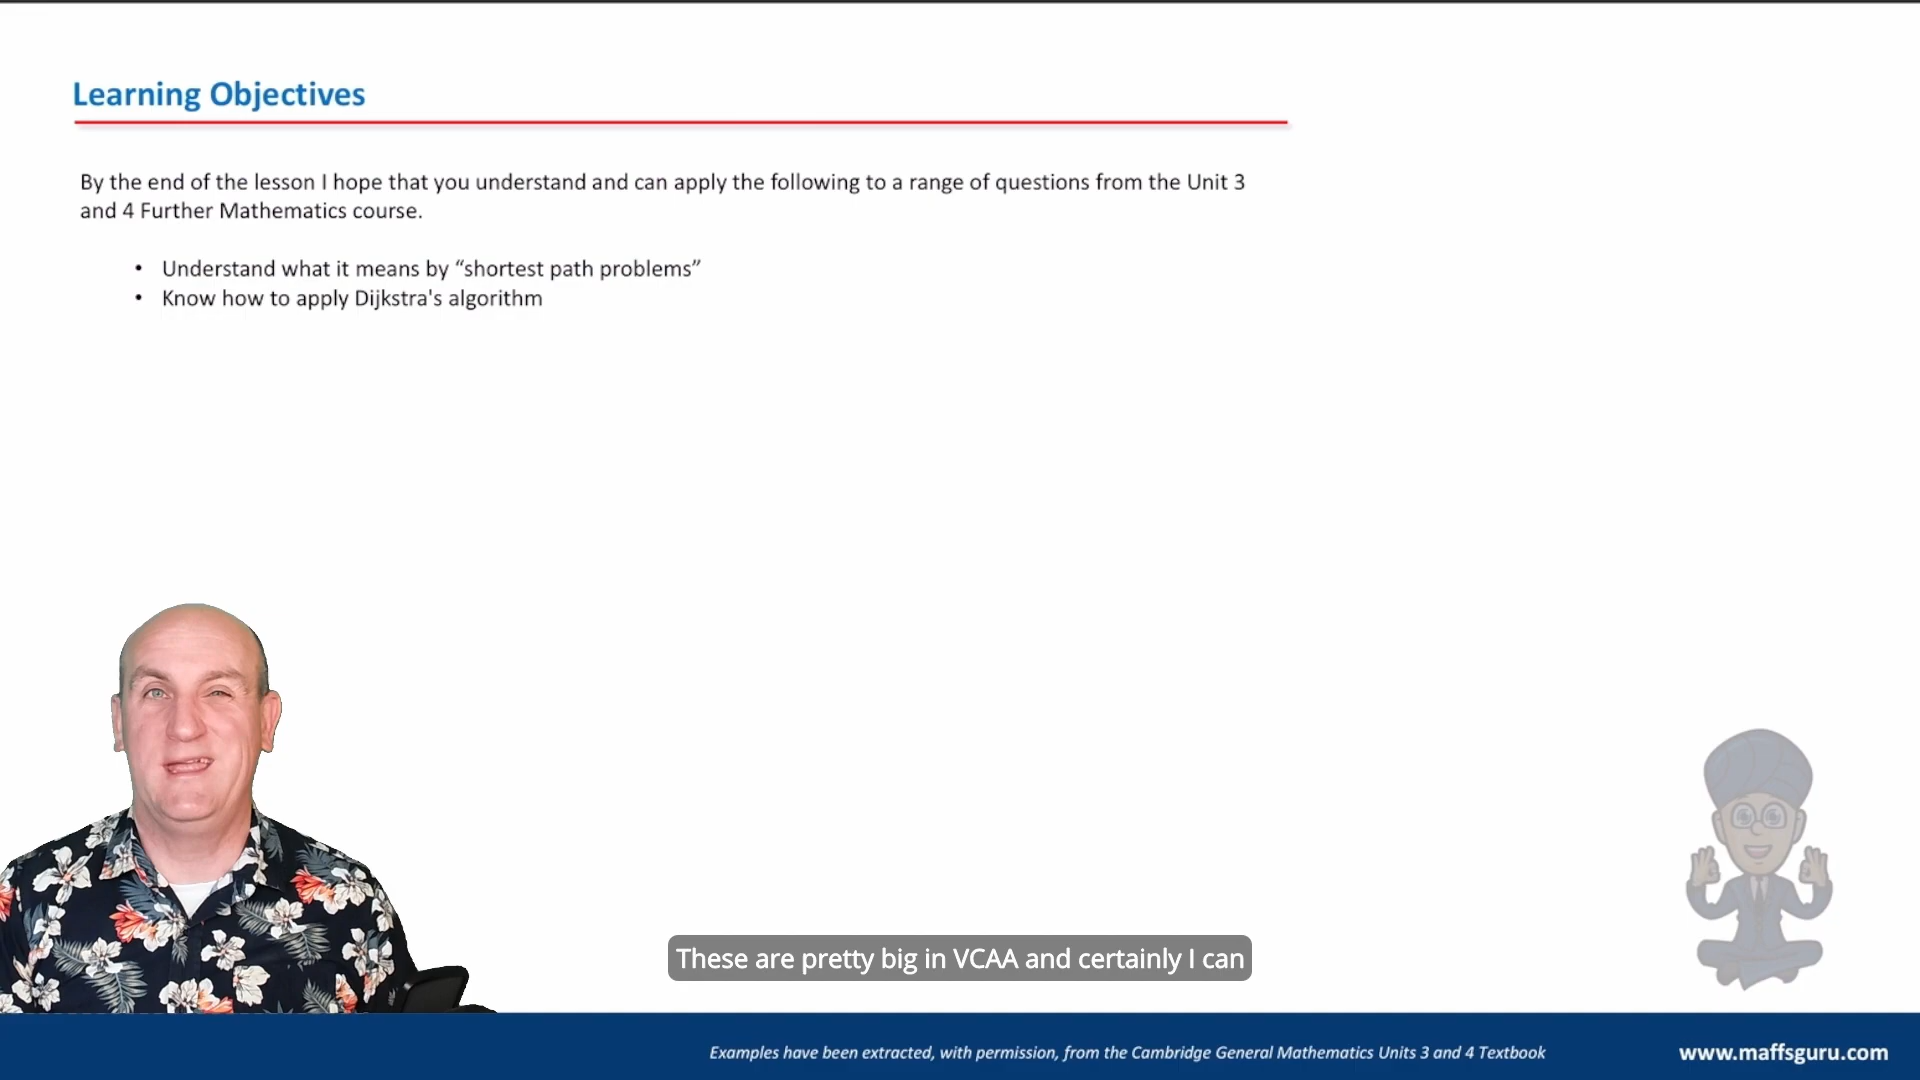 Learning Objectives
By the end of the lesson I hope that you understand and can apply the following to a range of questions from the Unit 3
and 4 Further Mathematics course.
• Understand what it means by “shortest path problems”
• Know how to apply Dijkstra's algorithm
These are pretty big in VCAA and certainly I can
Examples have been extracted, with permission, from the Cambridge General Mathematics Units 3 and 4 Textbook
www.maffsguru.com